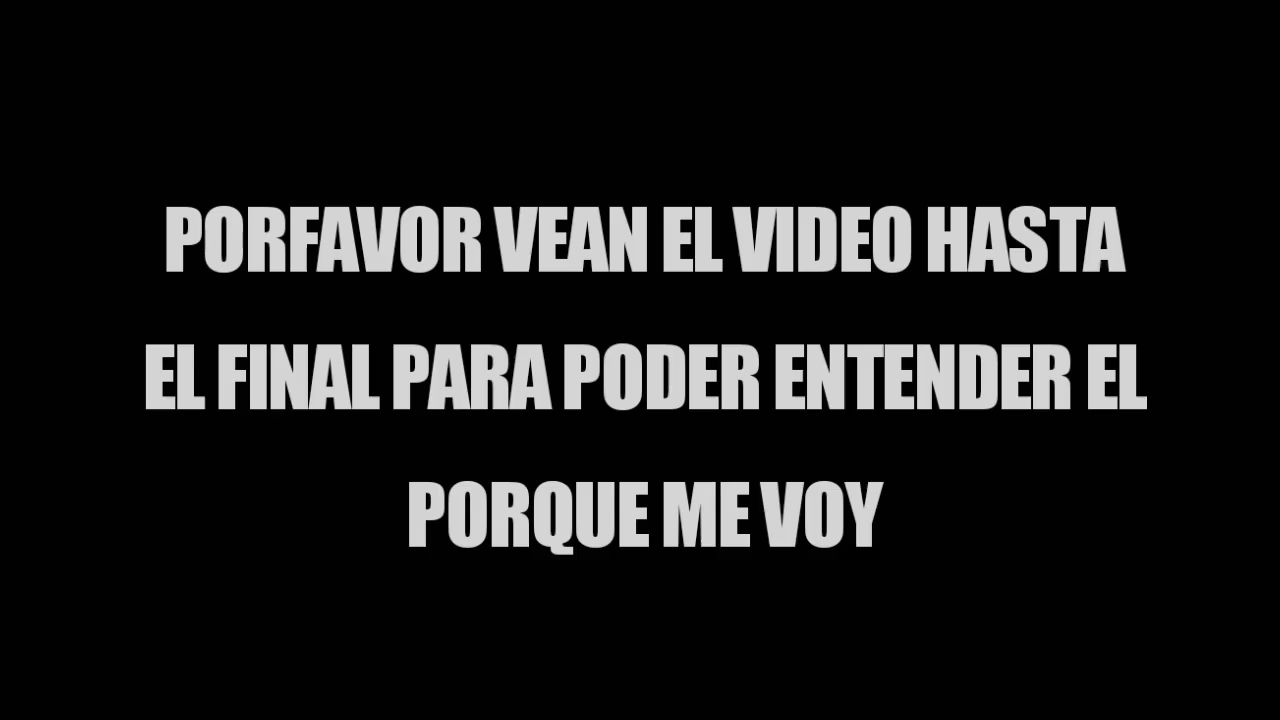 PORFAVOR VEAN EL VIDEO HASTA
EL FINAL PARA PODER ENTENDER EL
PORQUE ME VOY